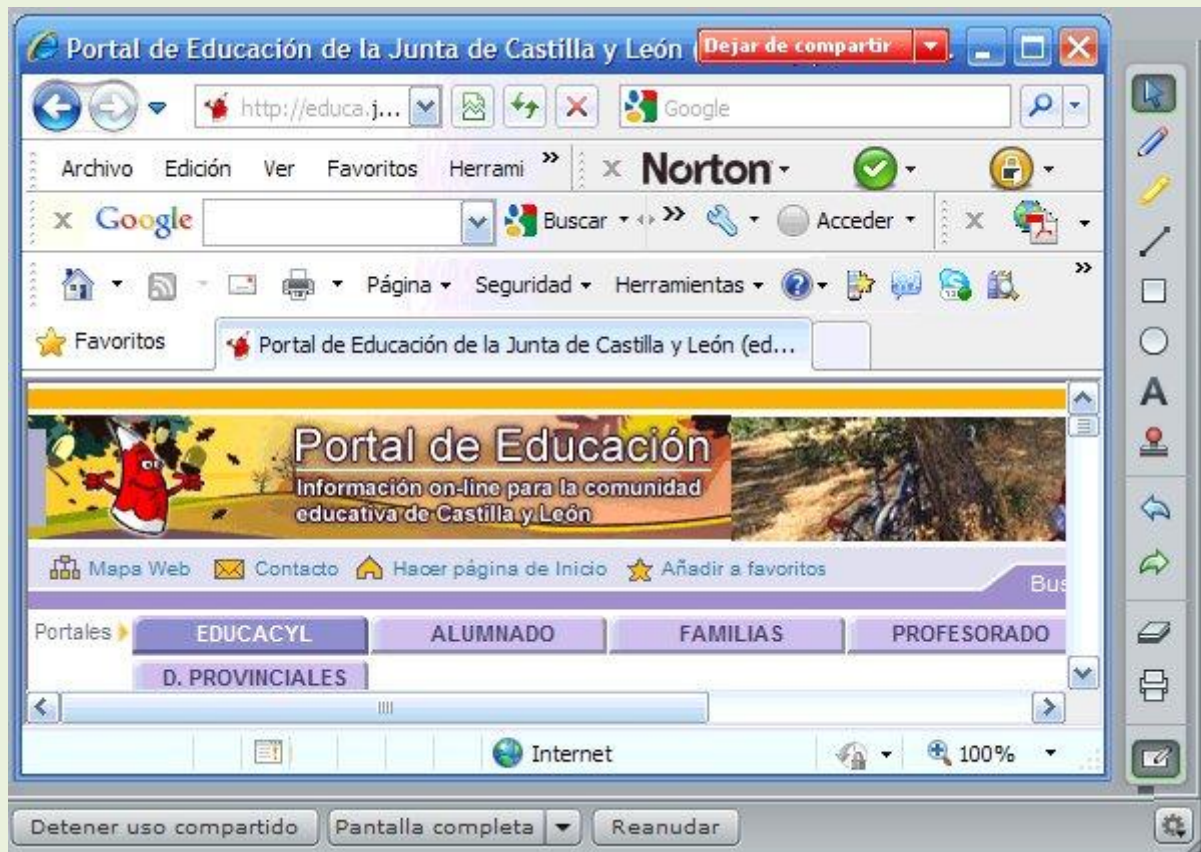 Portal de Educación de la Junta de Castilla y León ( Dejar de compartir
http://educa.j... Google
Archivo Edición Ver Favoritos Herrami » x Norton
x Google Buscar » Acceder x
Página Seguridad Herramientas »
Favoritos Portal de Educación de la Junta de Castilla y León (ed...
Portal de Educación
Información on-line para la comunidad
educativa de Castilla y León
Mapa Web Contacto Hacer página de Inicio Añadir a favoritos
Bus
Portales EDUCACYL ALUMNADO FAMILIAS PROFESORADO
D. PROVINCIALES
Internet 100%
A
Detener uso compartido Pantalla completa Reanudar